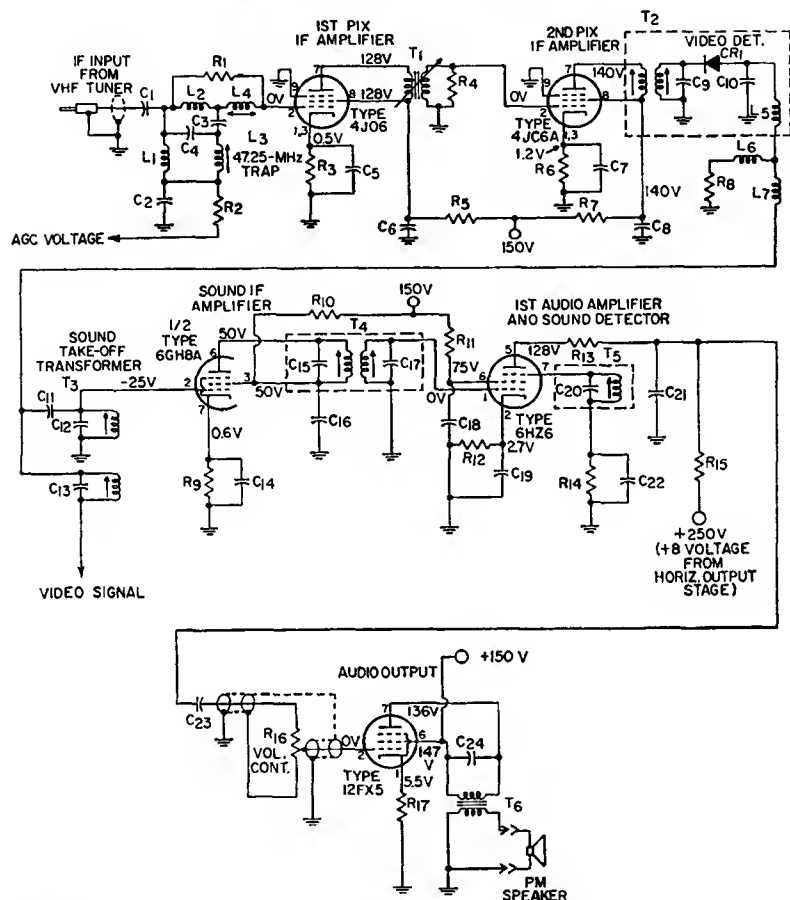 1ST PIX
IF AMPLIFIER
2ND PIX
IF AMPLIFIER
T2
VIDEO DET.
IF INPUT
FROM
VHF TUNER
R1
T1
128V
140V
CR1
C1
L2
L4
0V
9
7
8
2
128V
R4
0V
9
7
8
2
C9
C10
C3
C4
L1
L3
47.25-MHz
TRAP
TYPE
4JO6
1,3
0.5V
TYPE
4JC6A
1,3
1.2V
L5
L6
L7
C2
R2
R3
C5
R6
C7
140V
R8
C6
R5
R7
C8
150V
AGC VOLTAGE
SOUND IF
AMPLIFIER
150V
1ST AUDIO AMPLIFIER
ANO SOUND DETECTOR
R10
1/2
TYPE
6GH8A
SOUND
TAKE-OFF
TRANSFORMER
T3
-25V
50V
6
2
3
7
50V
T4
C15
C17
R11
75V
0V
128V
R13
T5
5
6
7
1
2
C20
C21
C11
C12
C16
C18
TYPE
6HZ6
0.6V
2.7V
R12
R15
C13
R9
C14
C19
R14
C22
+250V
(+8 VOLTAGE
FROM
HORIZ. OUTPUT
STAGE)
VIDEO SIGNAL
AUDIO OUTPUT
+150 V
C23
7
136V
R16
VOL.
CONT.
0V
2
6
147
V
C24
TYPE
12FX5
1
5.5V
R17
T6
PM
SPEAKER